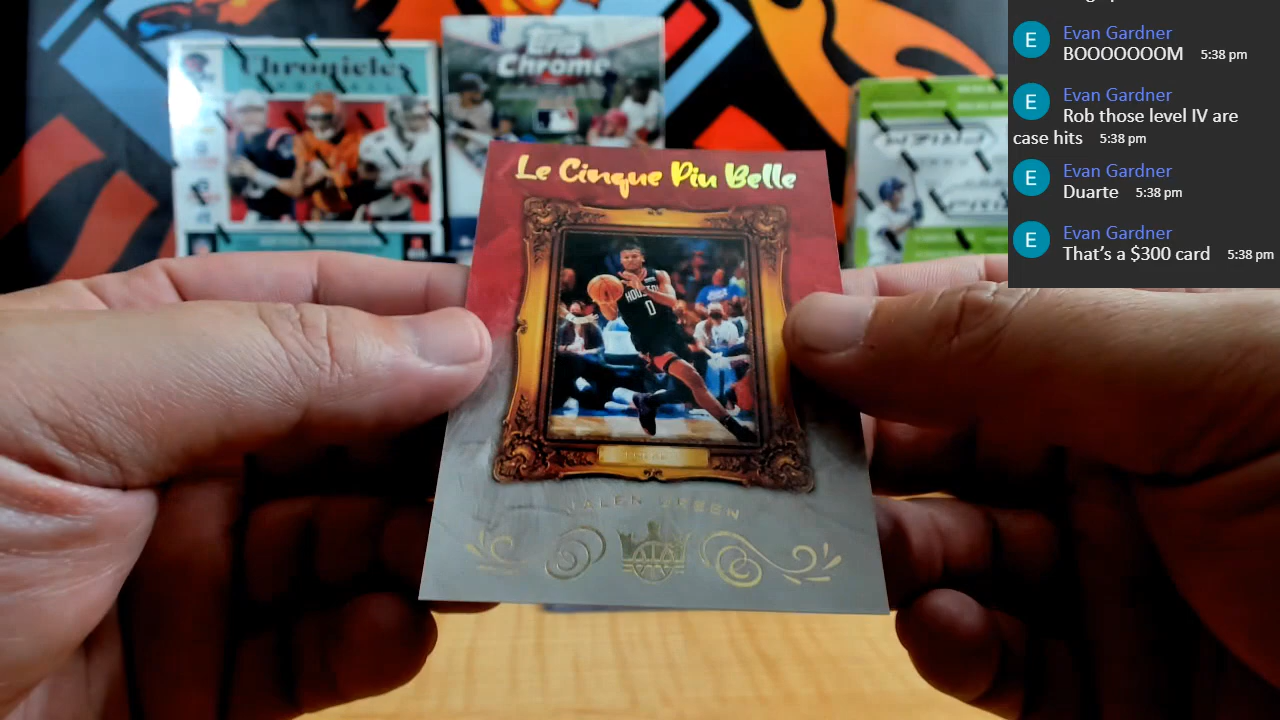 Chronicles
Topps
Chrome
PRIZM
Le Cinque Piu Belle
HOUSTON
0
JALEN GREEN
Evan Gardner
BOOOOOOM 5:38 pm
Evan Gardner
Rob those level IV are
case hits 5:38 pm
Evan Gardner
Duarte 5:38 pm
Evan Gardner
That's a $300 card 5:38 pm